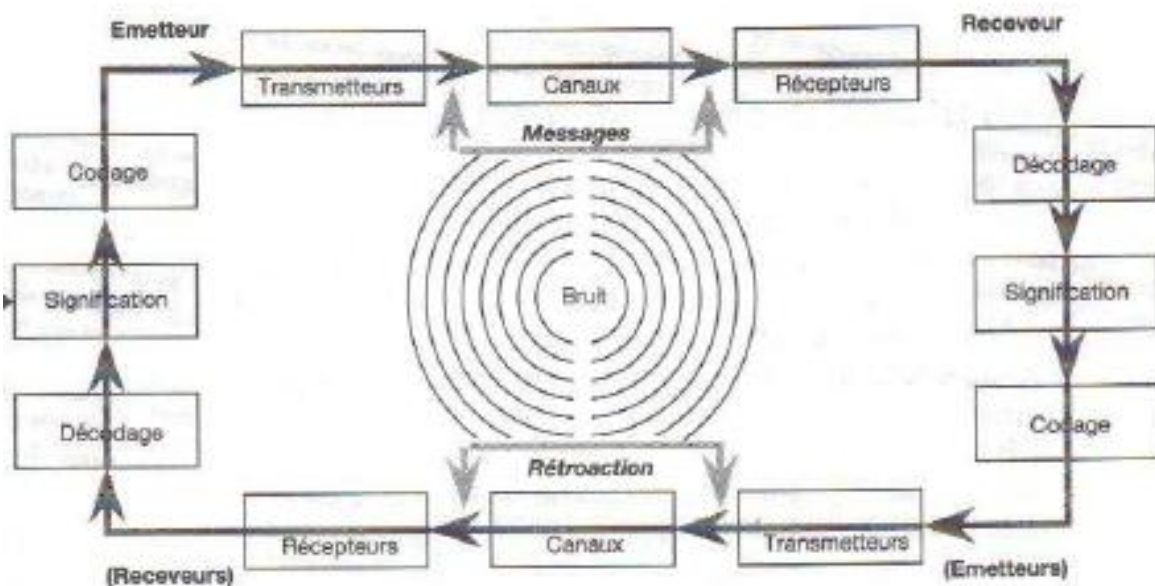 Emetteur
Receveur
Transmetteurs
Canaux
Récepteurs
Messages
Codage
Décodage
Signification
Bruit
Signification
Décodage
Codage
Rétroaction
Récepteurs
Canaux
Transmetteurs
(Receveurs)
(Emetteurs)